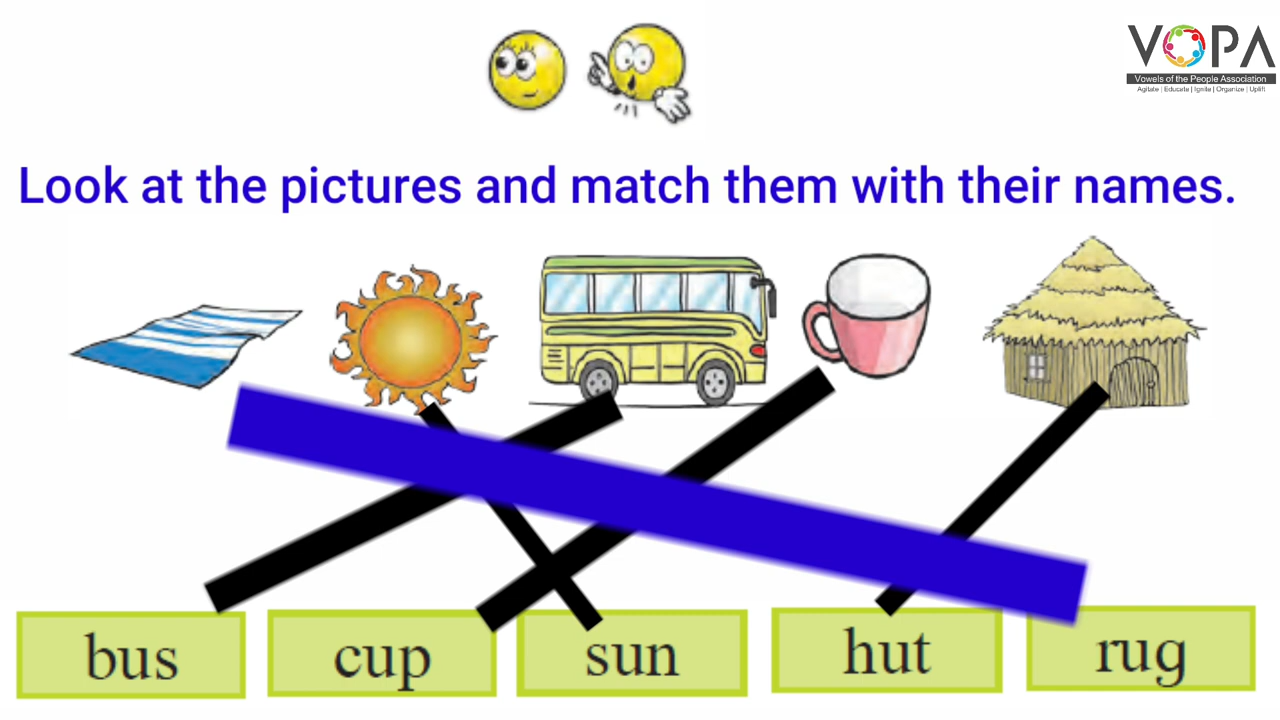 VOPA
Vowels of the People Association
Agitate | Educate | Ignite | Organize | Uplift
Look at the pictures and match them with their names.
bus cup sun hut rug